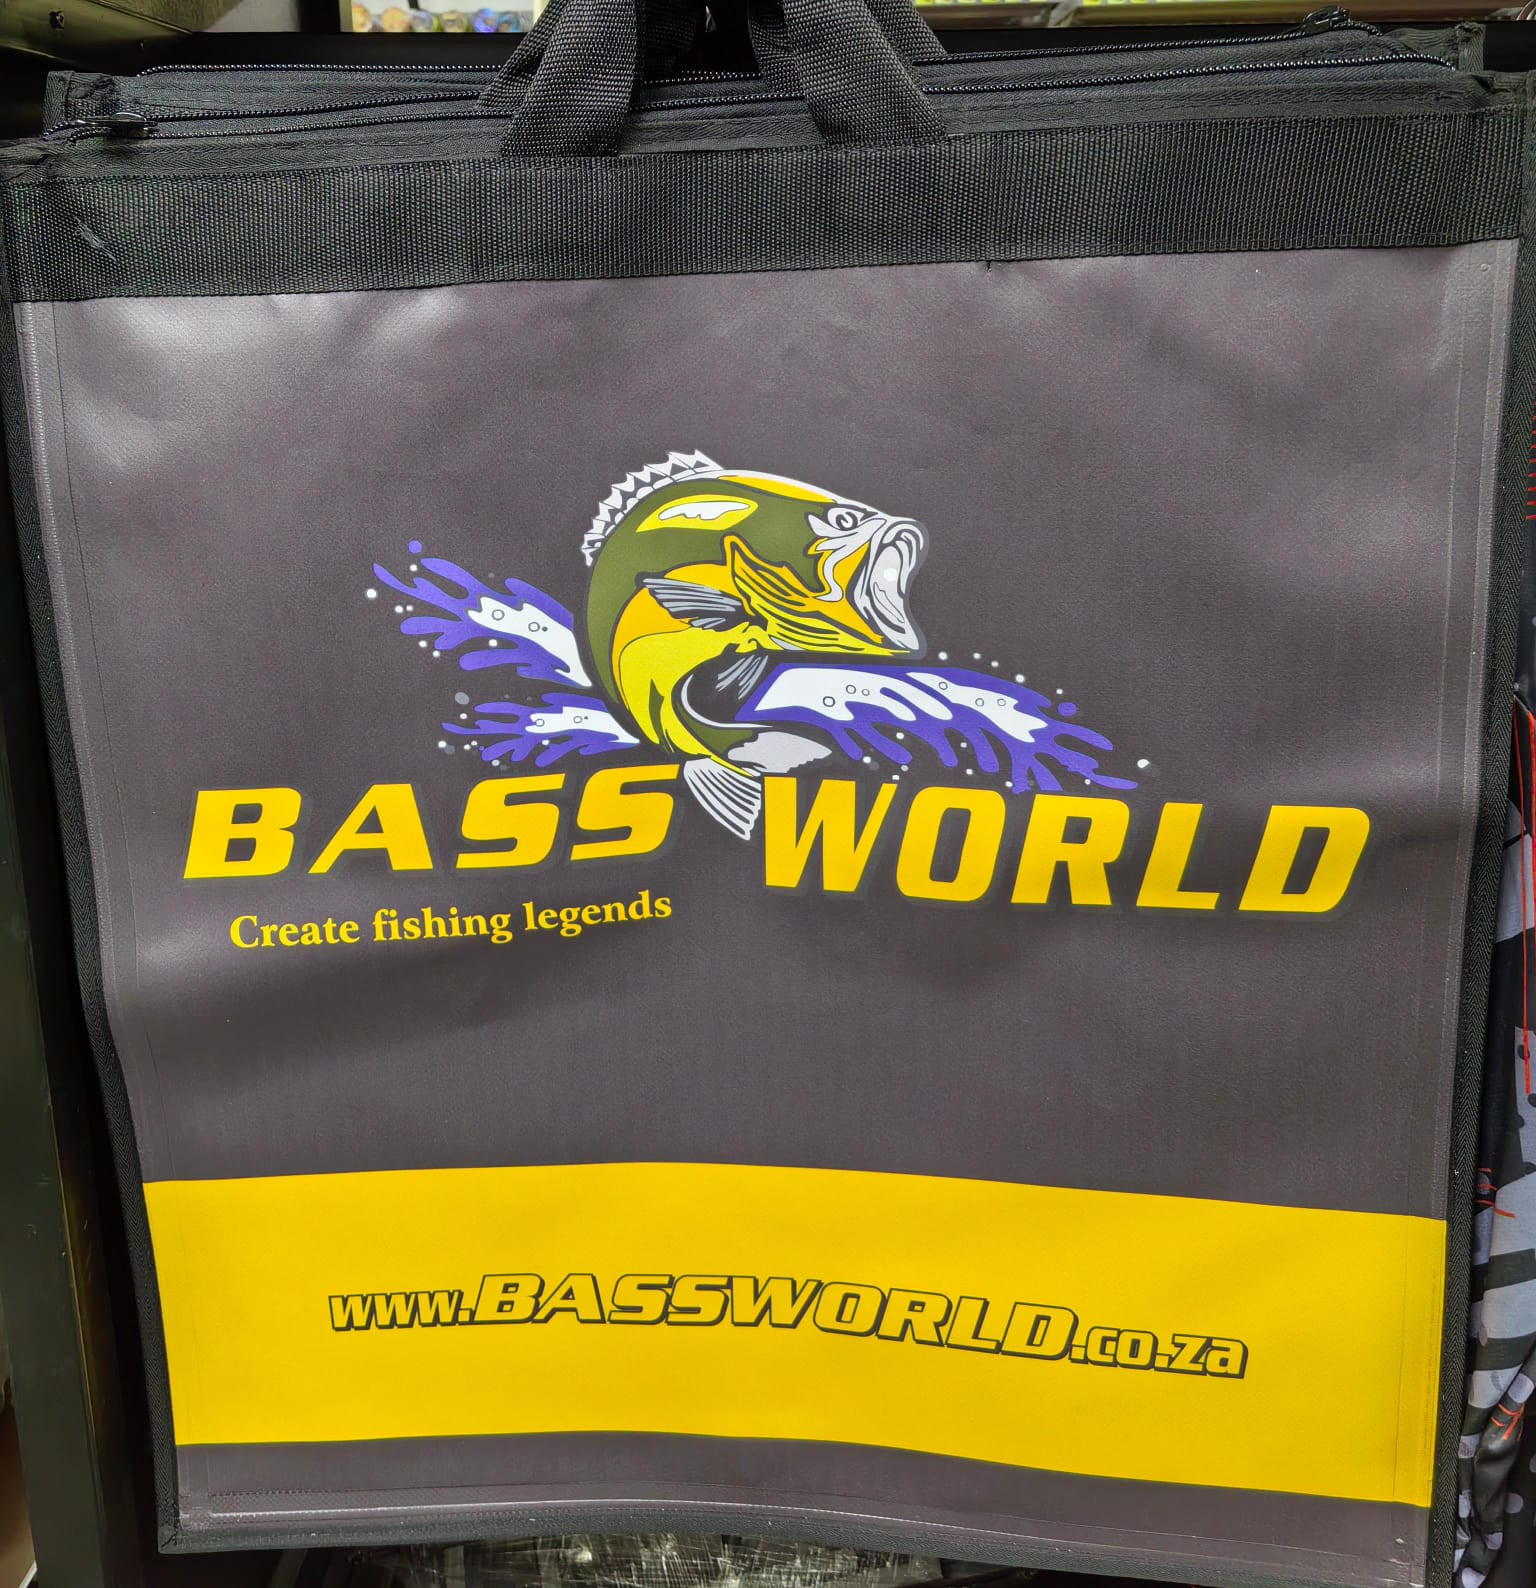 BASS WORLD
Create fishing legends
www.BASSWORLD.co.za